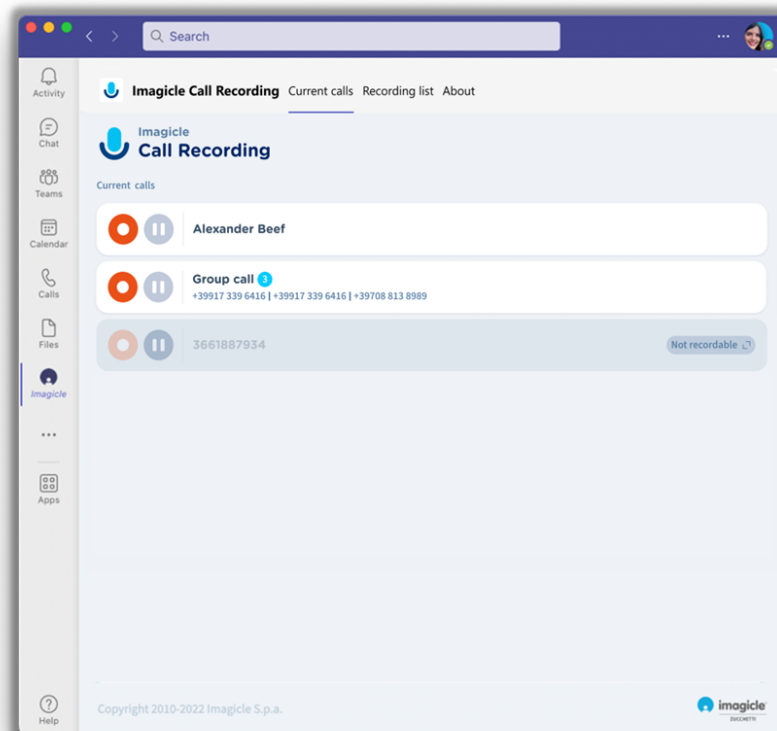 Search
Activity
Chat
Teams
Calendar
Calls
Files
Imagicle
Apps
Help
Imagicle Call Recording Current calls Recording list About
Imagicle
Call Recording
Current calls
Alexander Beef
Group call 3
+39917 339 6416 | +39917 339 6416 | +39708 813 8989
3661887934 Not recordable
Copyright 2010-2022 Imagicle S.p.a.
imagicle
ZUCCHETTI